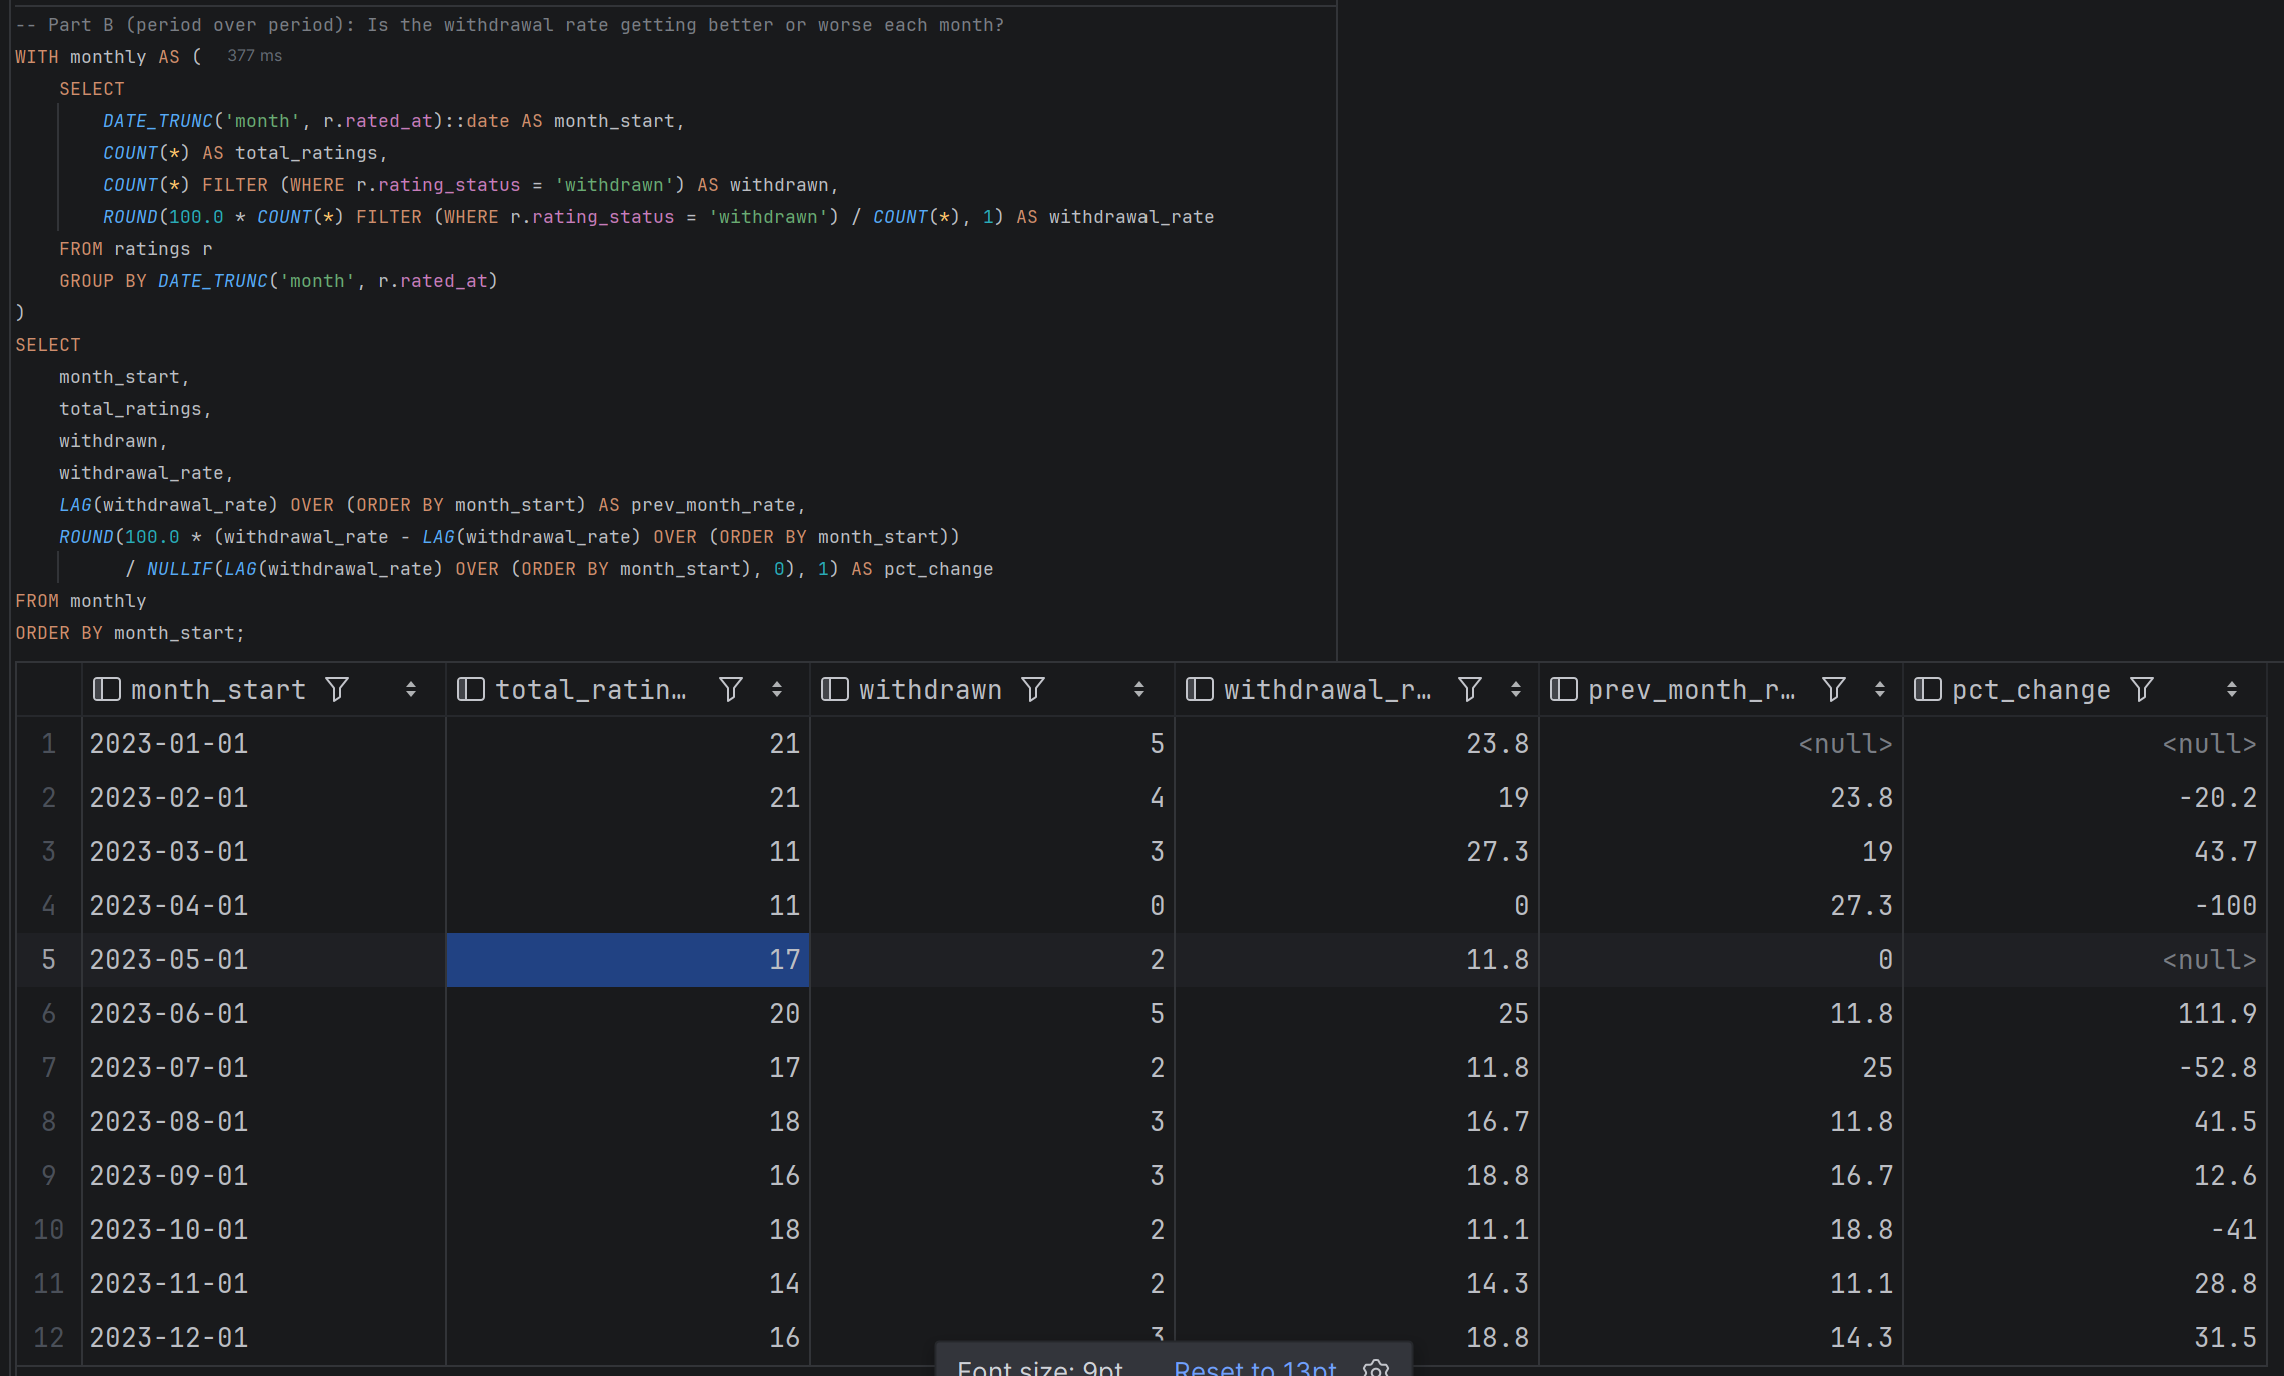 -- Part B (period over period): Is the withdrawal rate getting better or worse each month?
WITH monthly AS ( 377 ms
    SELECT
        DATE_TRUNC('month', r.rated_at)::date AS month_start,
        COUNT(*) AS total_ratings,
        COUNT(*) FILTER (WHERE r.rating_status = 'withdrawn') AS withdrawn,
        ROUND(100.0 * COUNT(*) FILTER (WHERE r.rating_status = 'withdrawn') / COUNT(*), 1) AS withdrawal_rate
    FROM ratings r
    GROUP BY DATE_TRUNC('month', r.rated_at)
)
SELECT
    month_start,
    total_ratings,
    withdrawn,
    withdrawal_rate,
    LAG(withdrawal_rate) OVER (ORDER BY month_start) AS prev_month_rate,
    ROUND(100.0 * (withdrawal_rate - LAG(withdrawal_rate) OVER (ORDER BY month_start))
          / NULLIF(LAG(withdrawal_rate) OVER (ORDER BY month_start), 0), 1) AS pct_change
FROM monthly
ORDER BY month_start;
month_start total_ratin… withdrawn withdrawal_r… prev_month_r… pct_change
1 2023-01-01 21 5 23.8 <null> <null>
2 2023-02-01 21 4 19 23.8 -20.2
3 2023-03-01 11 3 27.3 19 43.7
4 2023-04-01 11 0 0 27.3 -100
5 2023-05-01 17 2 11.8 0 <null>
6 2023-06-01 20 5 25 11.8 111.9
7 2023-07-01 17 2 11.8 25 -52.8
8 2023-08-01 18 3 16.7 11.8 41.5
9 2023-09-01 16 3 18.8 16.7 12.6
10 2023-10-01 18 2 11.1 18.8 -41
11 2023-11-01 14 2 14.3 11.1 28.8
12 2023-12-01 16 3 18.8 14.3 31.5
Font size: 9pt Reset to 13pt